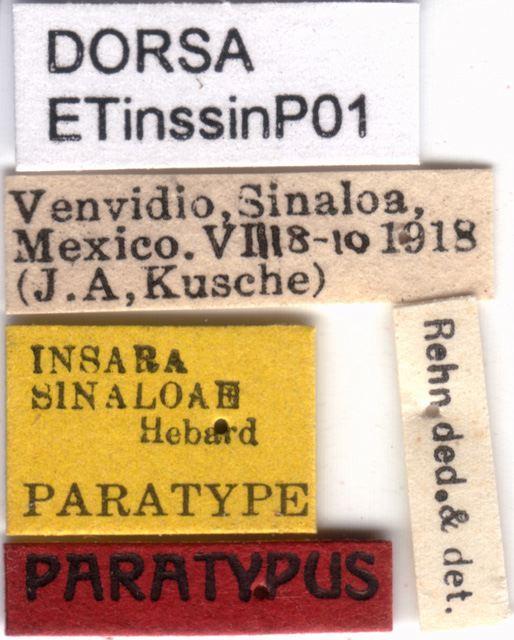 DORSA
ETinssinP01
Venvidio, Sinaloa,
Mexico. VIII 8-10 1918
(J.A, Kusche)
INSARA
SINALOAE
Hebard
PARATYPE
PARATYPUS
Rehn ded. & det.